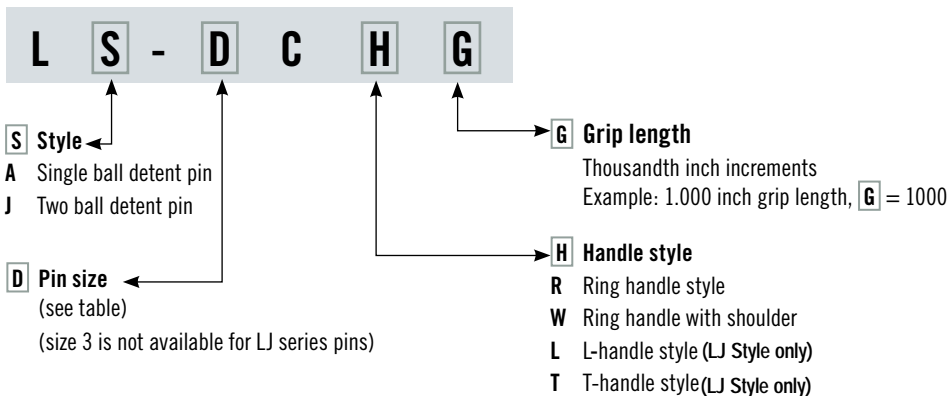 L S - D C H G
S Style
A Single ball detent pin
J Two ball detent pin
D Pin size
(see table)
(size 3 is not available for LJ series pins)
G Grip length
Thousandth inch increments
Example: 1.000 inch grip length, G = 1000
H Handle style
R Ring handle style
W Ring handle with shoulder
L L-handle style (LJ Style only)
T T-handle style (LJ Style only)